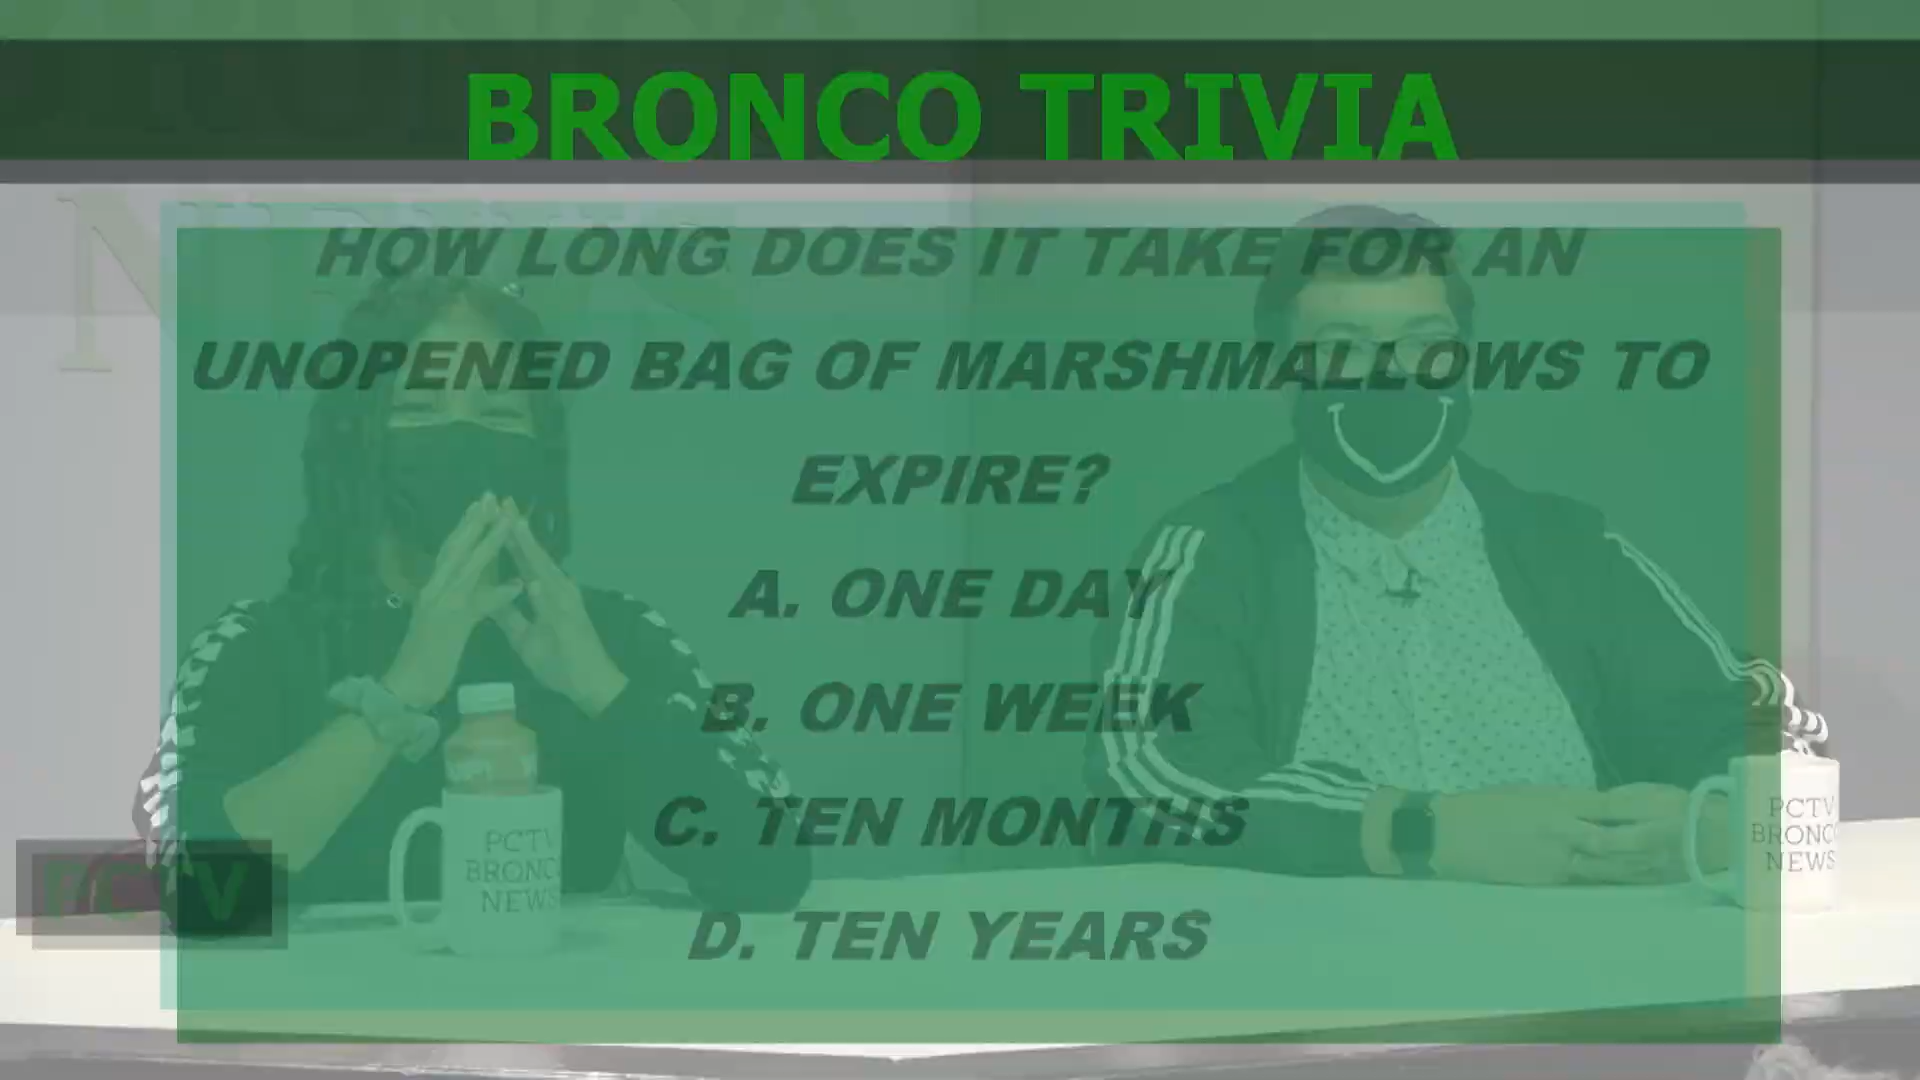 BRONCO TRIVIA
HOW LONG DOES IT TAKE FOR AN
UNOPENED BAG OF MARSHMALLOWS TO
EXPIRE?
A. ONE DAY
B. ONE WEEK
C. TEN MONTHS
D. TEN YEARS
PCTV
PCTV
BRONCO
NEWS
PCTV
BRONCO
NEWS